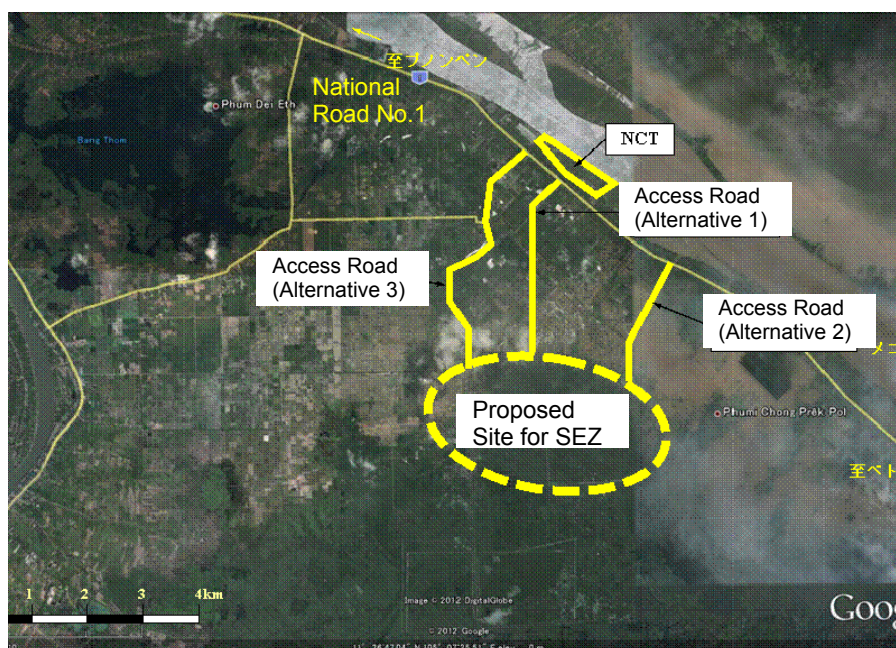 至プノンペン
National
Road No.1
1
Phum Dei Eth
Bang Thom
NCT
Access Road
(Alternative 1)
Access Road
(Alternative 3)
Access Road
(Alternative 2)
メコ
Phumi Chong Prêk Pol
Proposed
Site for SEZ
至ベト
1 2 3 4km
Image © 2012 DigitalGlobe
© 2012 Google
Goog